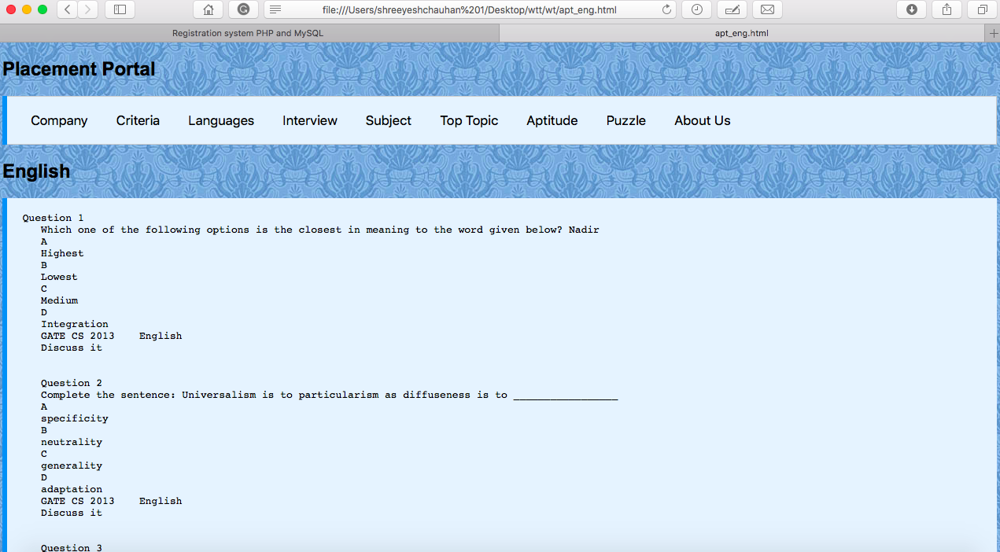 file:///Users/shreeyeshchauhan%201/Desktop/wtt/wt/apt_eng.html
Registration system PHP and MySQL
apt_eng.html
Placement Portal
Company Criteria Languages Interview Subject Top Topic Aptitude Puzzle About Us
English
Question 1
Which one of the following options is the closest in meaning to the word given below? Nadir
A
Highest
B
Lowest
C
Medium
D
Integration
GATE CS 2013 English
Discuss it
Question 2
Complete the sentence: Universalism is to particularism as diffuseness is to _________________
A
specificity
B
neutrality
C
generality
D
adaptation
GATE CS 2013 English
Discuss it
Question 3